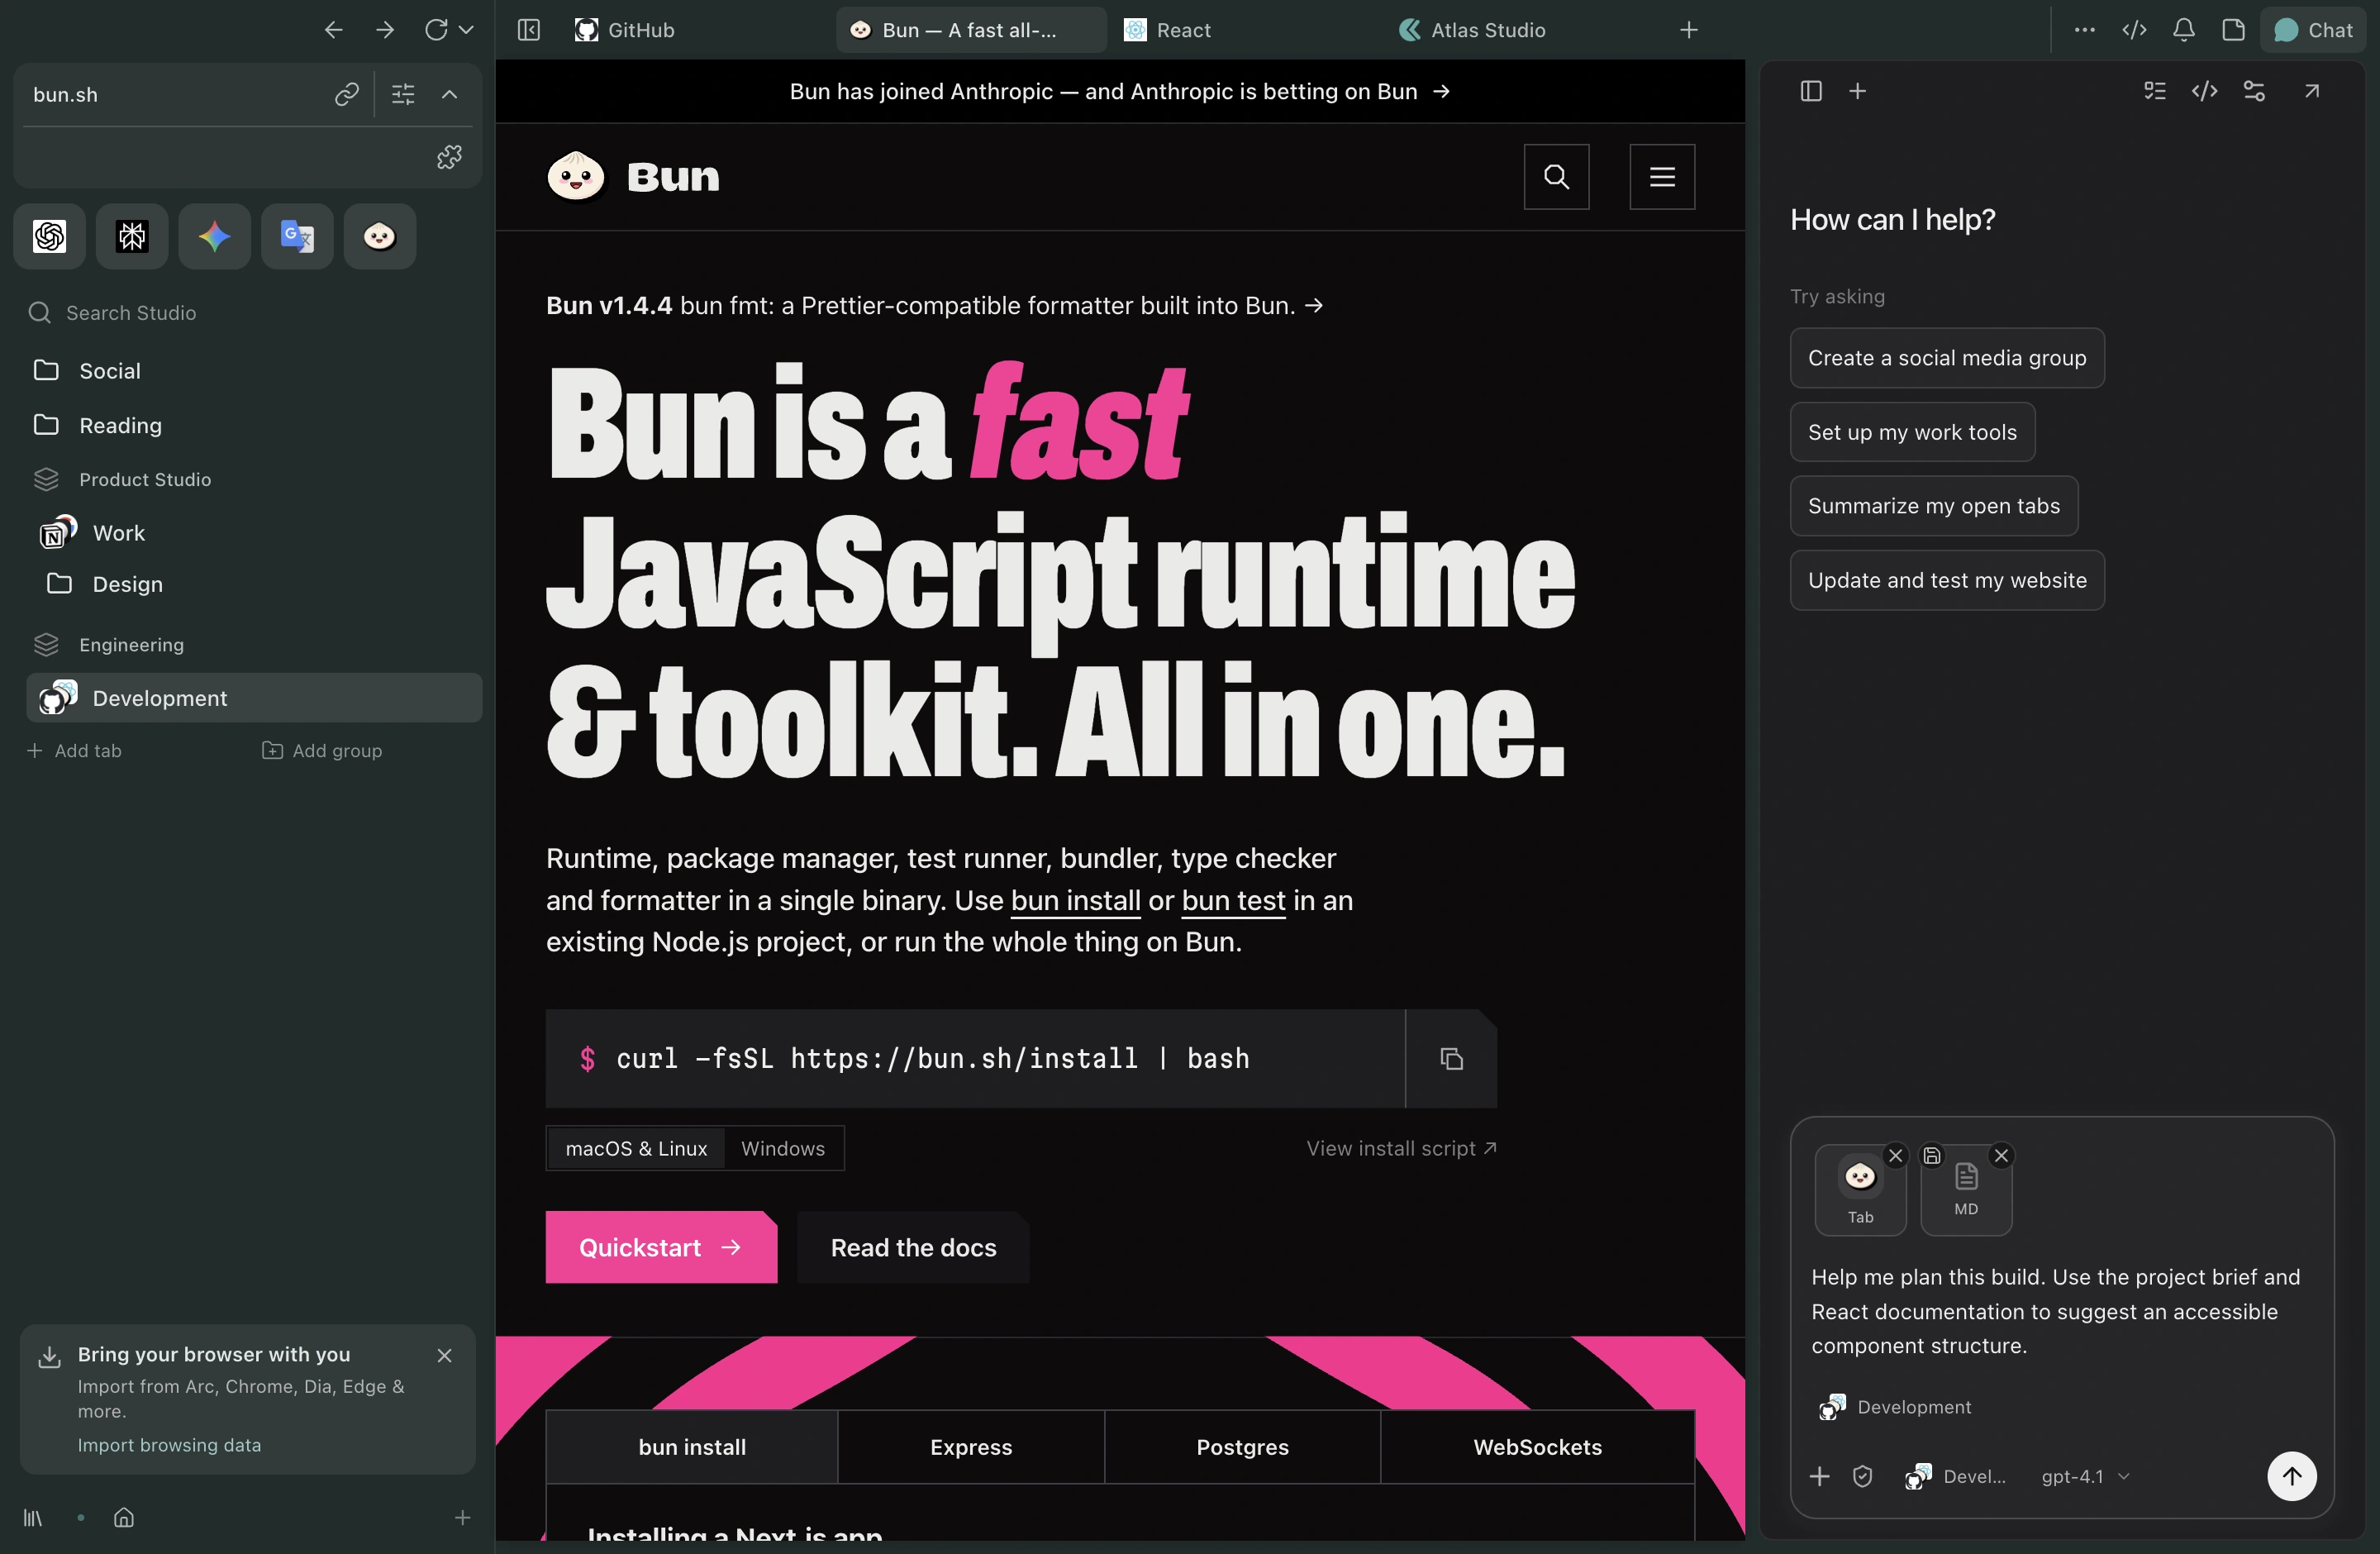 GitHub
Bun — A fast all-...
React
Atlas Studio
Chat
bun.sh
Search Studio
Social
Reading
Product Studio
Work
Design
Engineering
Development
Add tab
Add group
Bring your browser with you
Import from Arc, Chrome, Dia, Edge &
more.
Import browsing data
Bun has joined Anthropic — and Anthropic is betting on Bun →
Bun
Bun v1.4.4 bun fmt: a Prettier-compatible formatter built into Bun. →
Bun is a fast
JavaScript runtime
& toolkit. All in one.
Runtime, package manager, test runner, bundler, type checker
and formatter in a single binary. Use bun install or bun test in an
existing Node.js project, or run the whole thing on Bun.
$ curl -fsSL https://bun.sh/install | bash
macOS & Linux
Windows
View install script ↗
Quickstart →
Read the docs
bun install
Express
Postgres
WebSockets
Installing a Next.js app
How can I help?
Try asking
Create a social media group
Set up my work tools
Summarize my open tabs
Update and test my website
Tab
MD
Help me plan this build. Use the project brief and
React documentation to suggest an accessible
component structure.
Development
Devel...
gpt-4.1